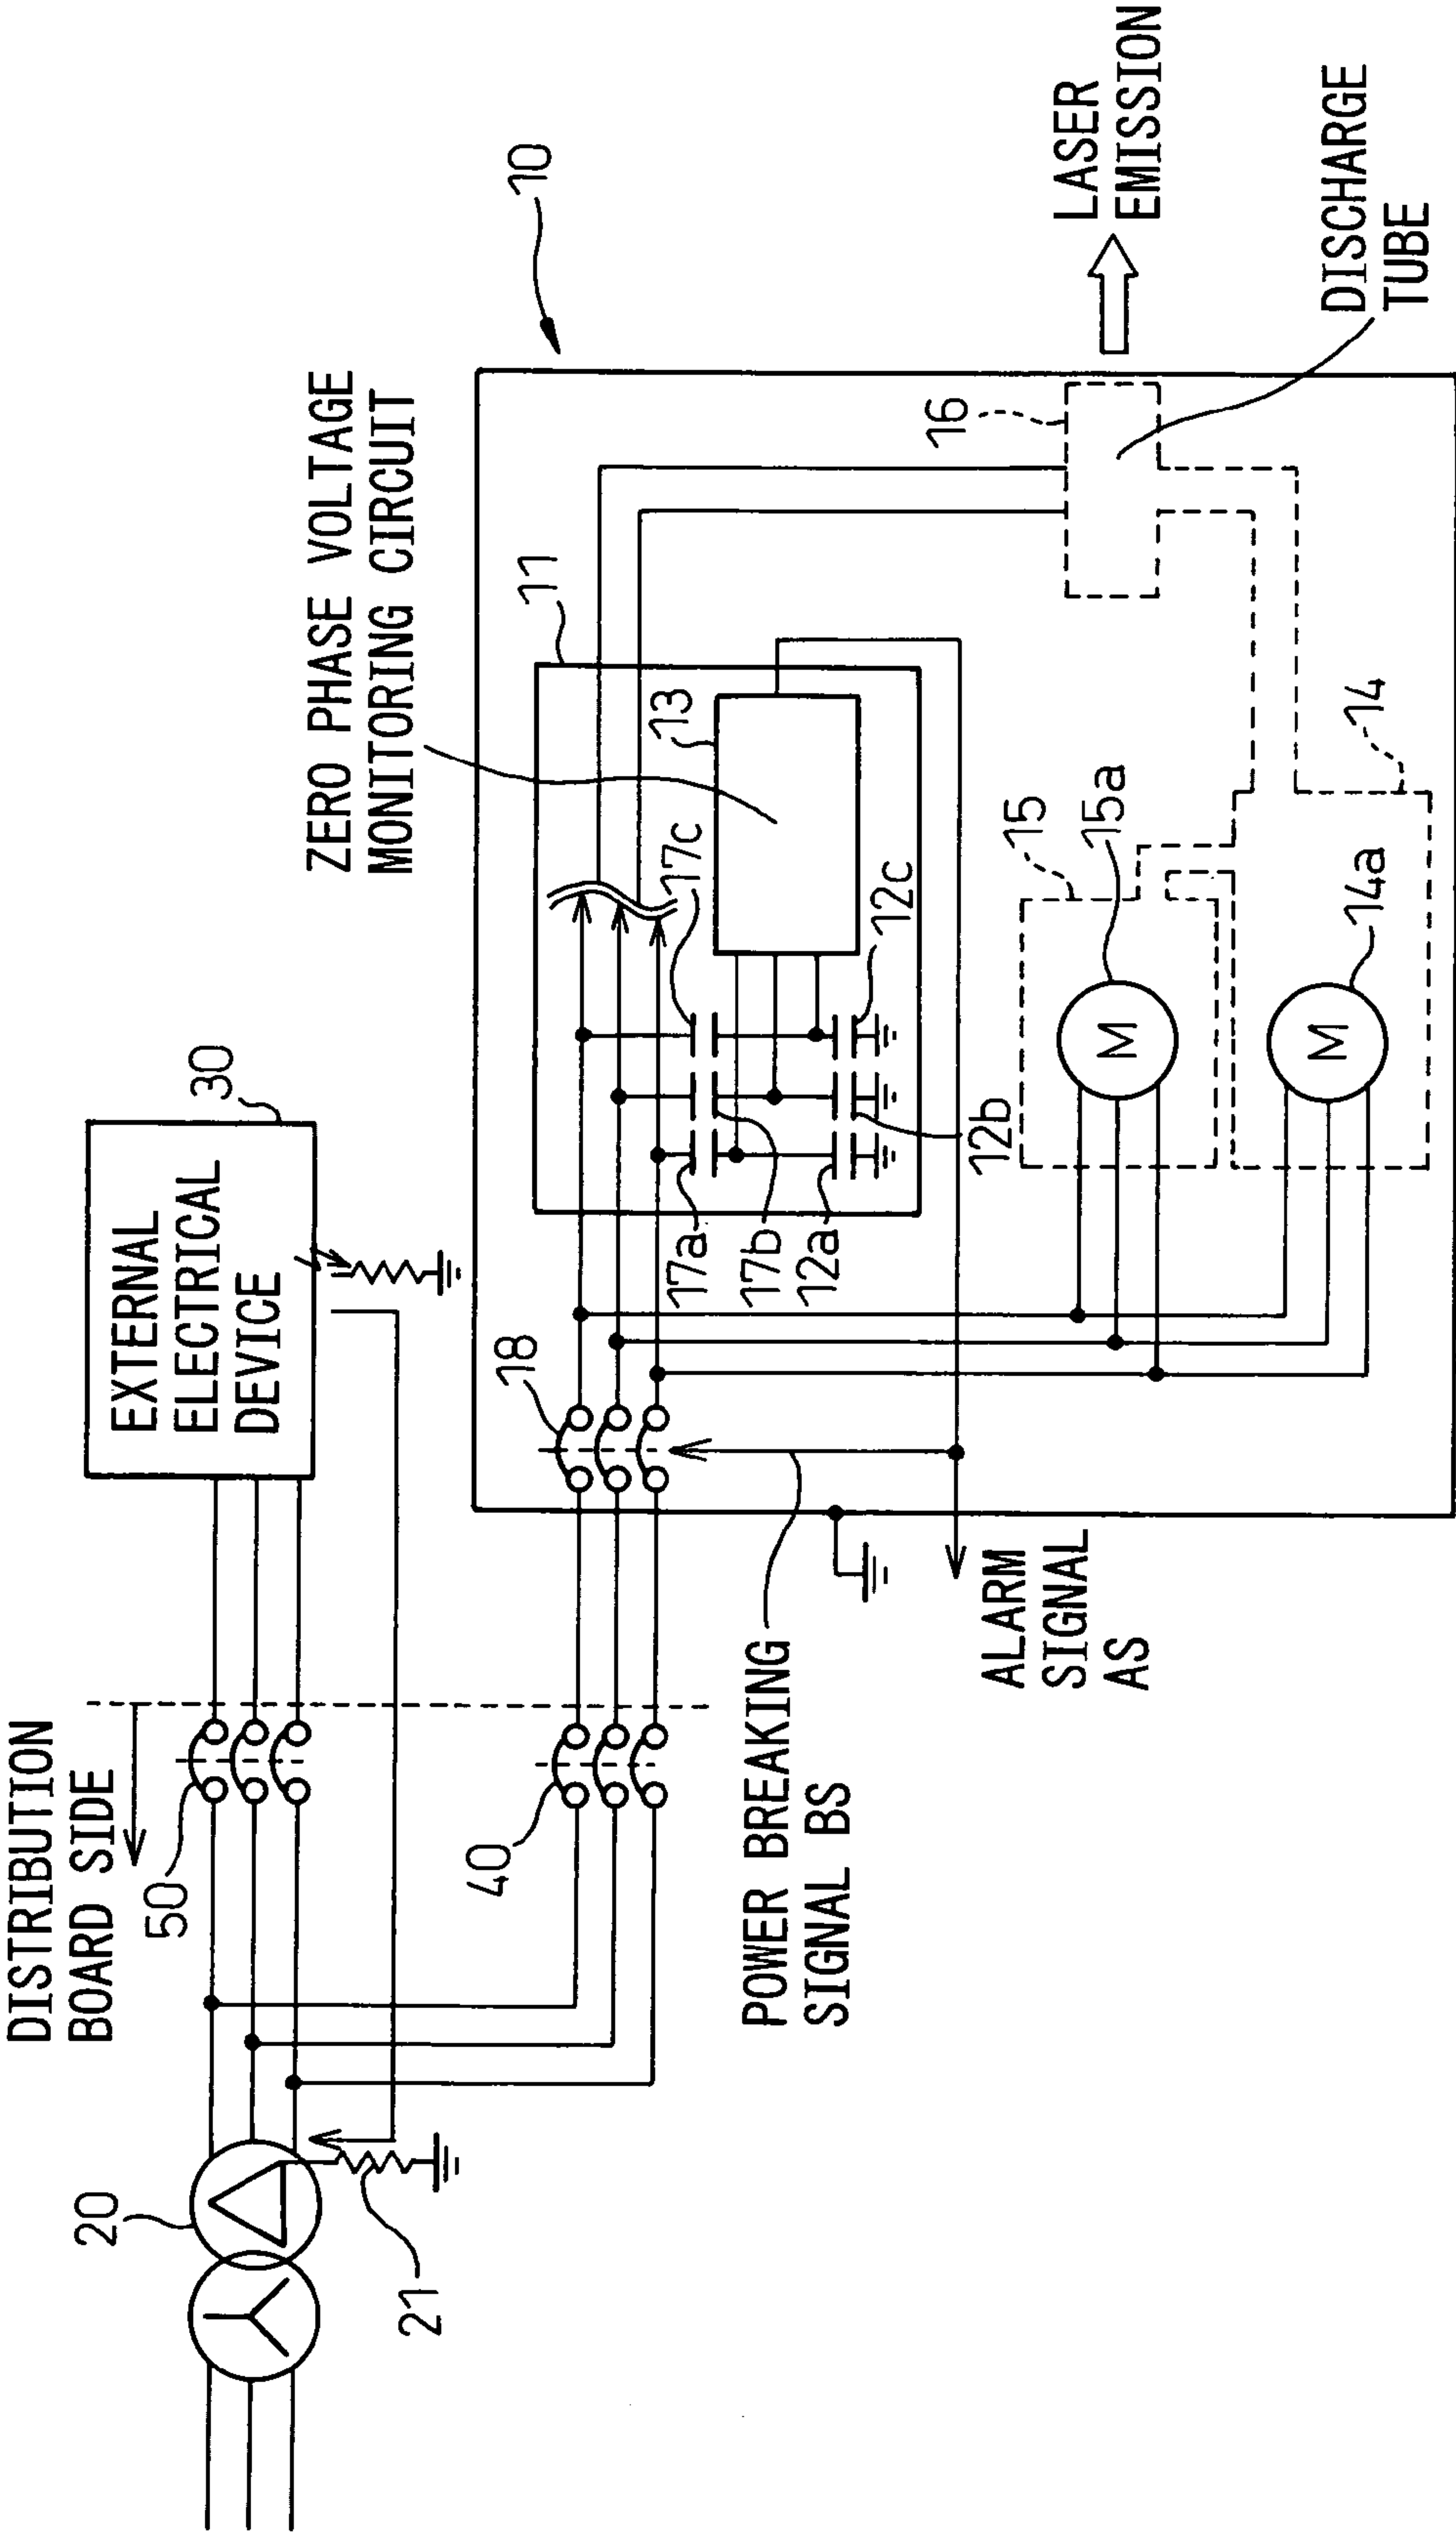 DISTRIBUTION
BOARD SIDE
50
20
21
40
EXTERNAL
ELECTRICAL
DEVICE
30
ZERO PHASE VOLTAGE
MONITORING CIRCUIT
10
11
13
17c
12c
17a
17b
12a
12b
18
16
15
15a
14
14a
M
M
LASER
EMISSION
DISCHARGE
TUBE
POWER BREAKING
SIGNAL BS
ALARM
SIGNAL
AS